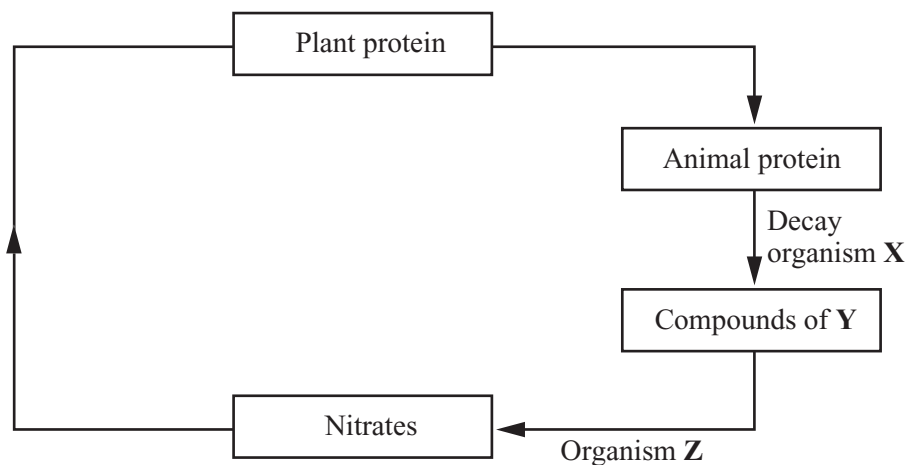 Plant protein
Animal protein
Decay
organism X
Compounds of Y
Nitrates
Organism Z